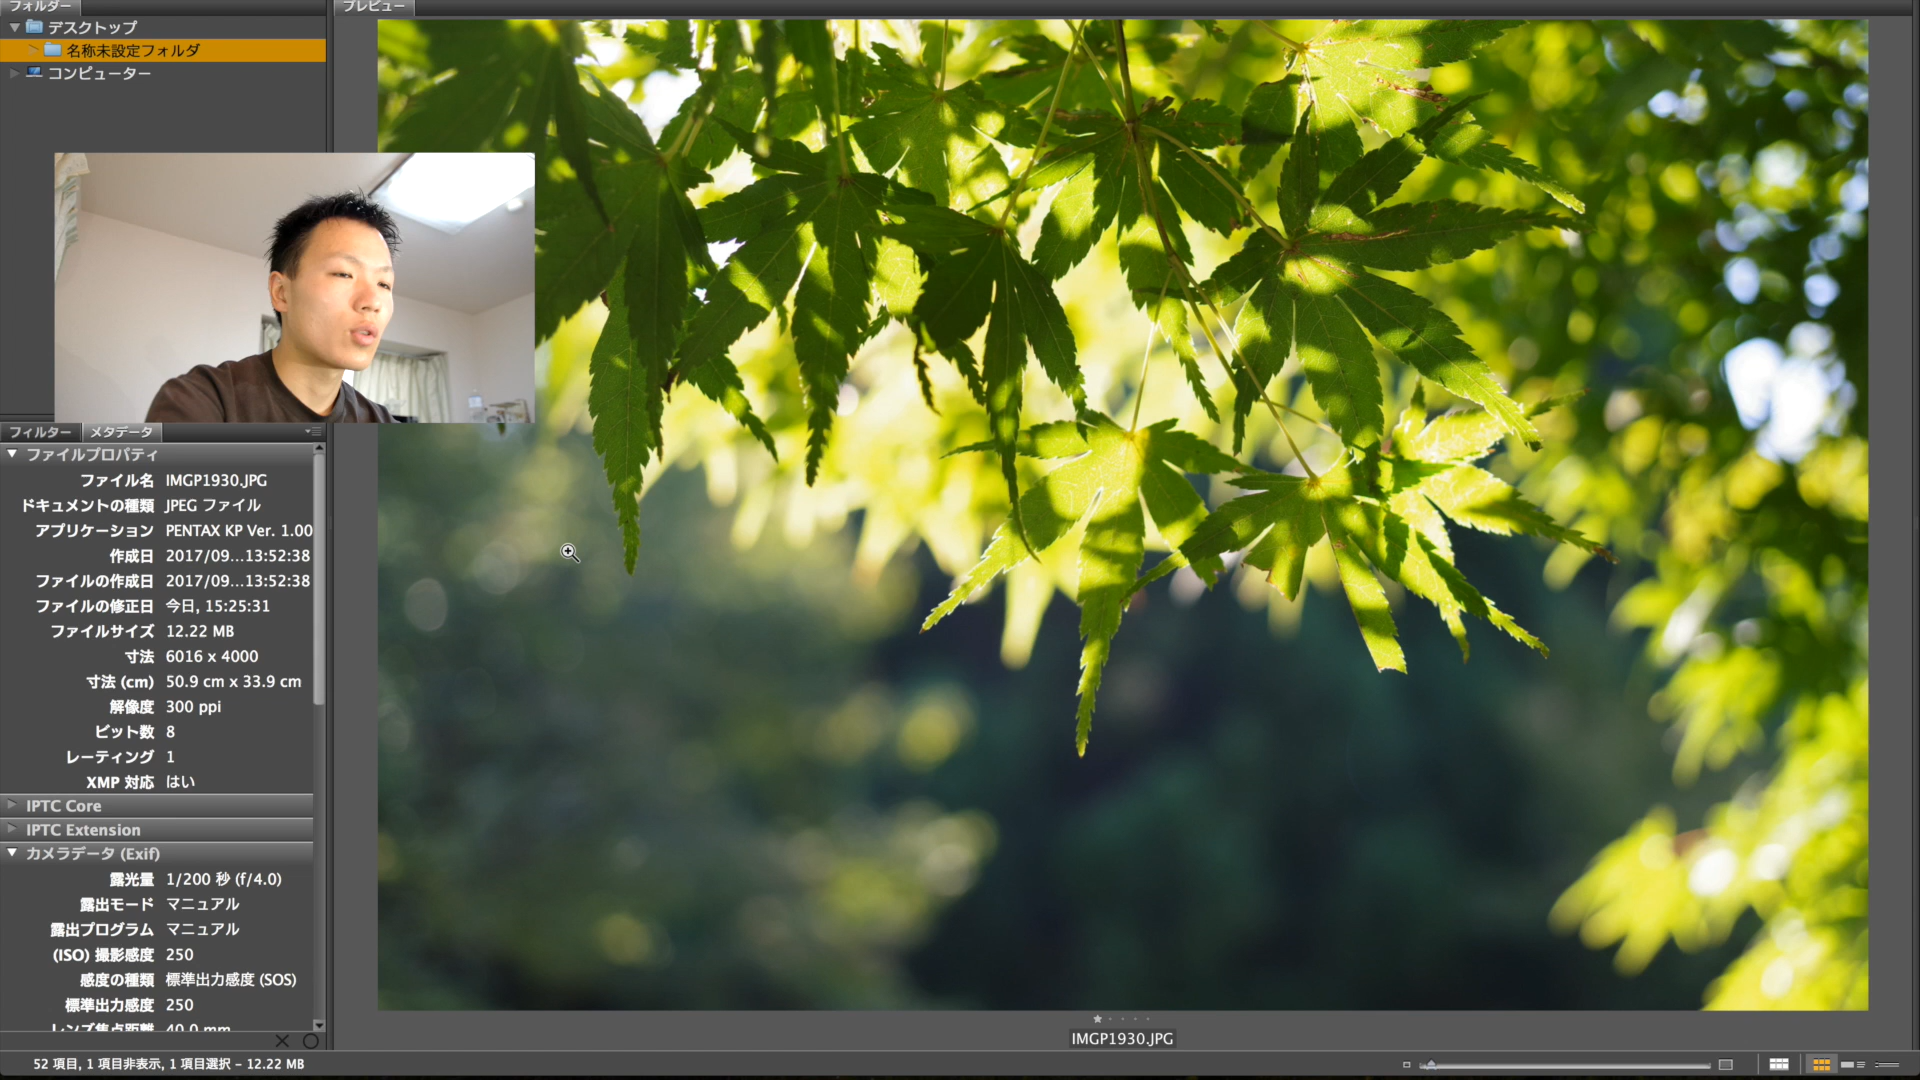 フォルダー
プレビュー
デスクトップ
名称未設定フォルダ
コンピューター
フィルター メタデータ
ファイルプロパティ
ファイル名 IMGP1930.JPG
ドキュメントの種類 JPEG ファイル
アプリケーション PENTAX KP Ver. 1.00
作成日 2017/09...13:52:38
ファイルの作成日 2017/09...13:52:38
ファイルの修正日 今日, 15:25:31
ファイルサイズ 12.22 MB
寸法 6016 x 4000
寸法 (cm) 50.9 cm x 33.9 cm
解像度 300 ppi
ビット数 8
レーティング 1
XMP 対応 はい
IPTC Core
IPTC Extension
カメラデータ (Exif)
露光量 1/200 秒 (f/4.0)
露出モード マニュアル
露出プログラム マニュアル
(ISO) 撮影感度 250
感度の種類 標準出力感度 (SOS)
標準出力感度 250
レンズ焦点距離 40.0 mm
IMGP1930.JPG
52 項目, 1 項目非表示, 1 項目選択 - 12.22 MB